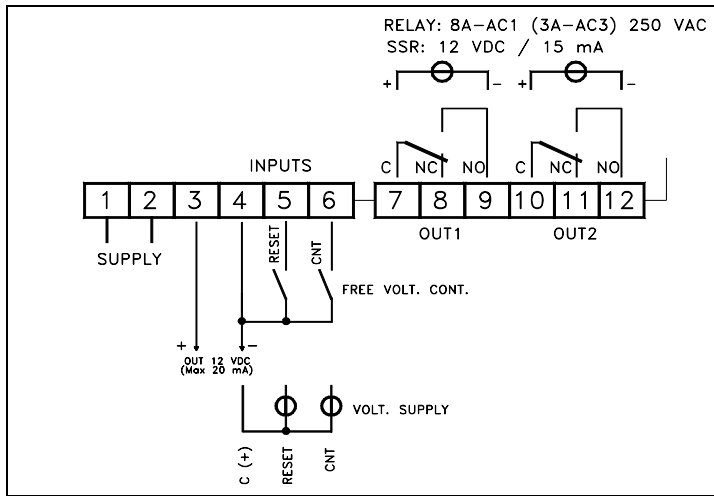 RELAY: 8A-AC1 (3A-AC3) 250 VAC
SSR: 12 VDC / 15 mA
+ - + -
INPUTS
C NC NO C NC NO
1 2 3 4 5 6 7 8 9 10 11 12
SUPPLY
OUT1 OUT2
RESET
CNT
FREE VOLT. CONT.
+ -
OUT 12 VDC
(Max 20 mA)
VOLT. SUPPLY
C (+)
RESET
CNT